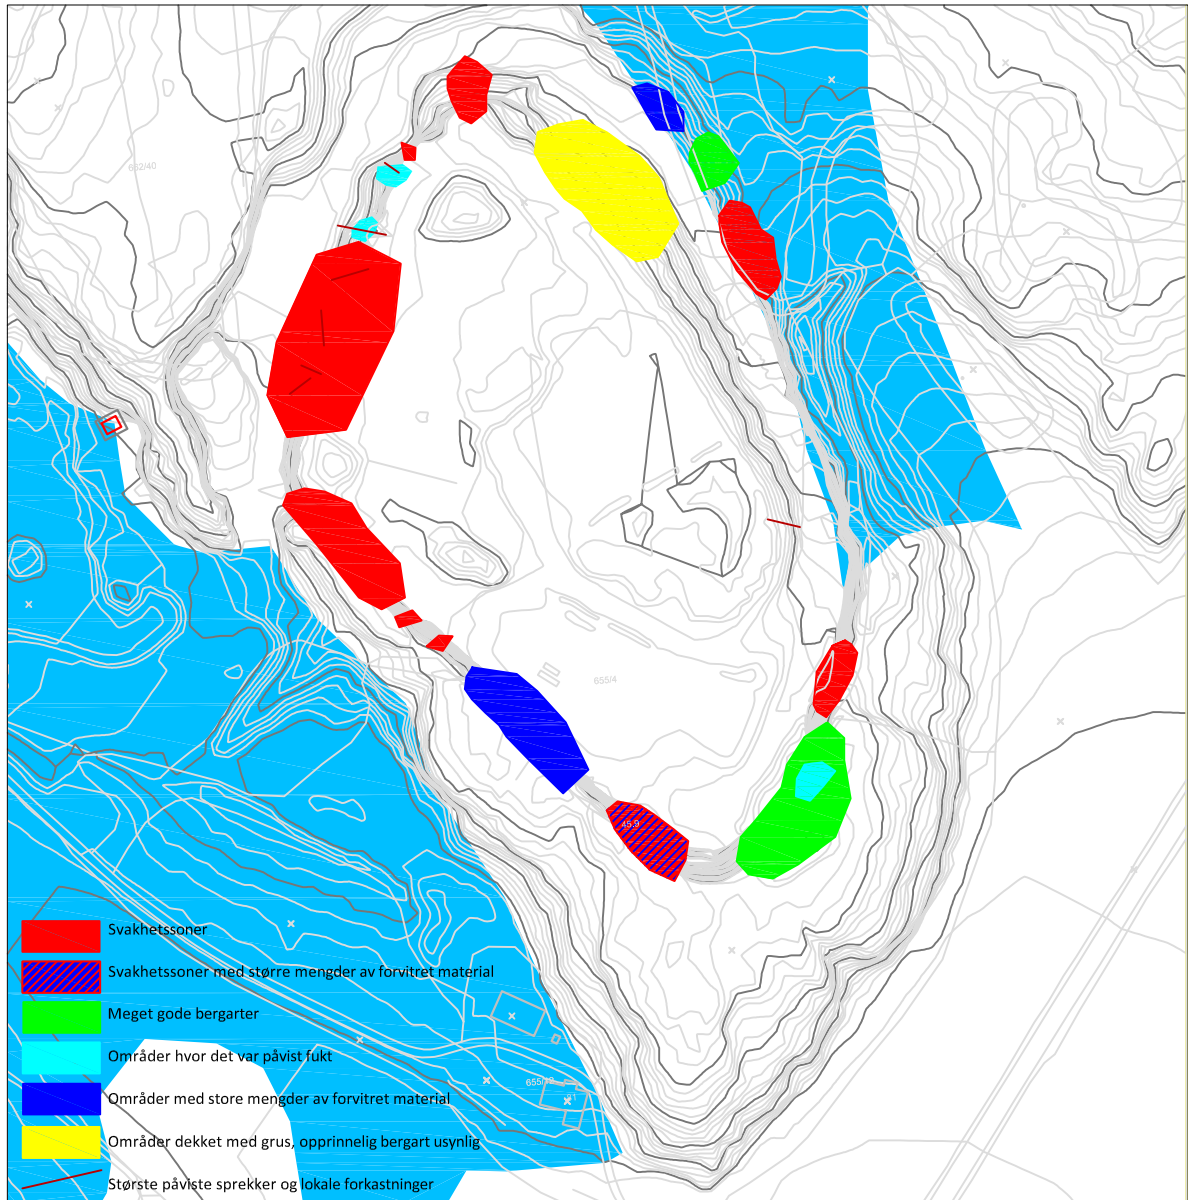 662/40
655/4
45,9
Svakhetssoner
Svakhetssoner med større mengder av forvitret material
Meget gode bergarter
Områder hvor det var påvist fukt
655/
Områder med store mengder av forvitret material
Områder dekket med grus, opprinnelig bergart usynlig
Største påviste sprekker og lokale forkastninger